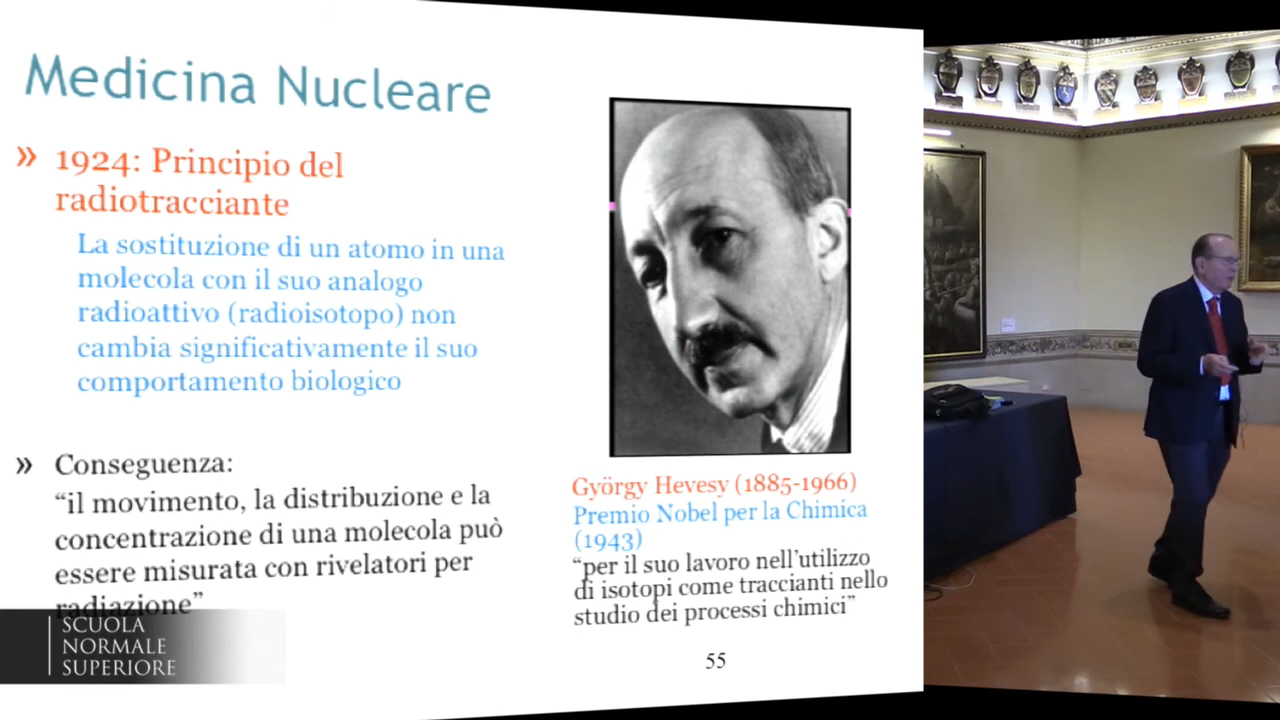 Medicina Nucleare
» 1924: Principio del
radiotracciante
La sostituzione di un atomo in una
molecola con il suo analogo
radioattivo (radioisotopo) non
cambia significativamente il suo
comportamento biologico
» Conseguenza:
“il movimento, la distribuzione e la
concentrazione di una molecola può
essere misurata con rivelatori per
radiazione”
György Hevesy (1885-1966)
Premio Nobel per la Chimica
(1943)
“per il suo lavoro nell’utilizzo
di isotopi come traccianti nello
studio dei processi chimici”
55
SCUOLA
NORMALE
SUPERIORE